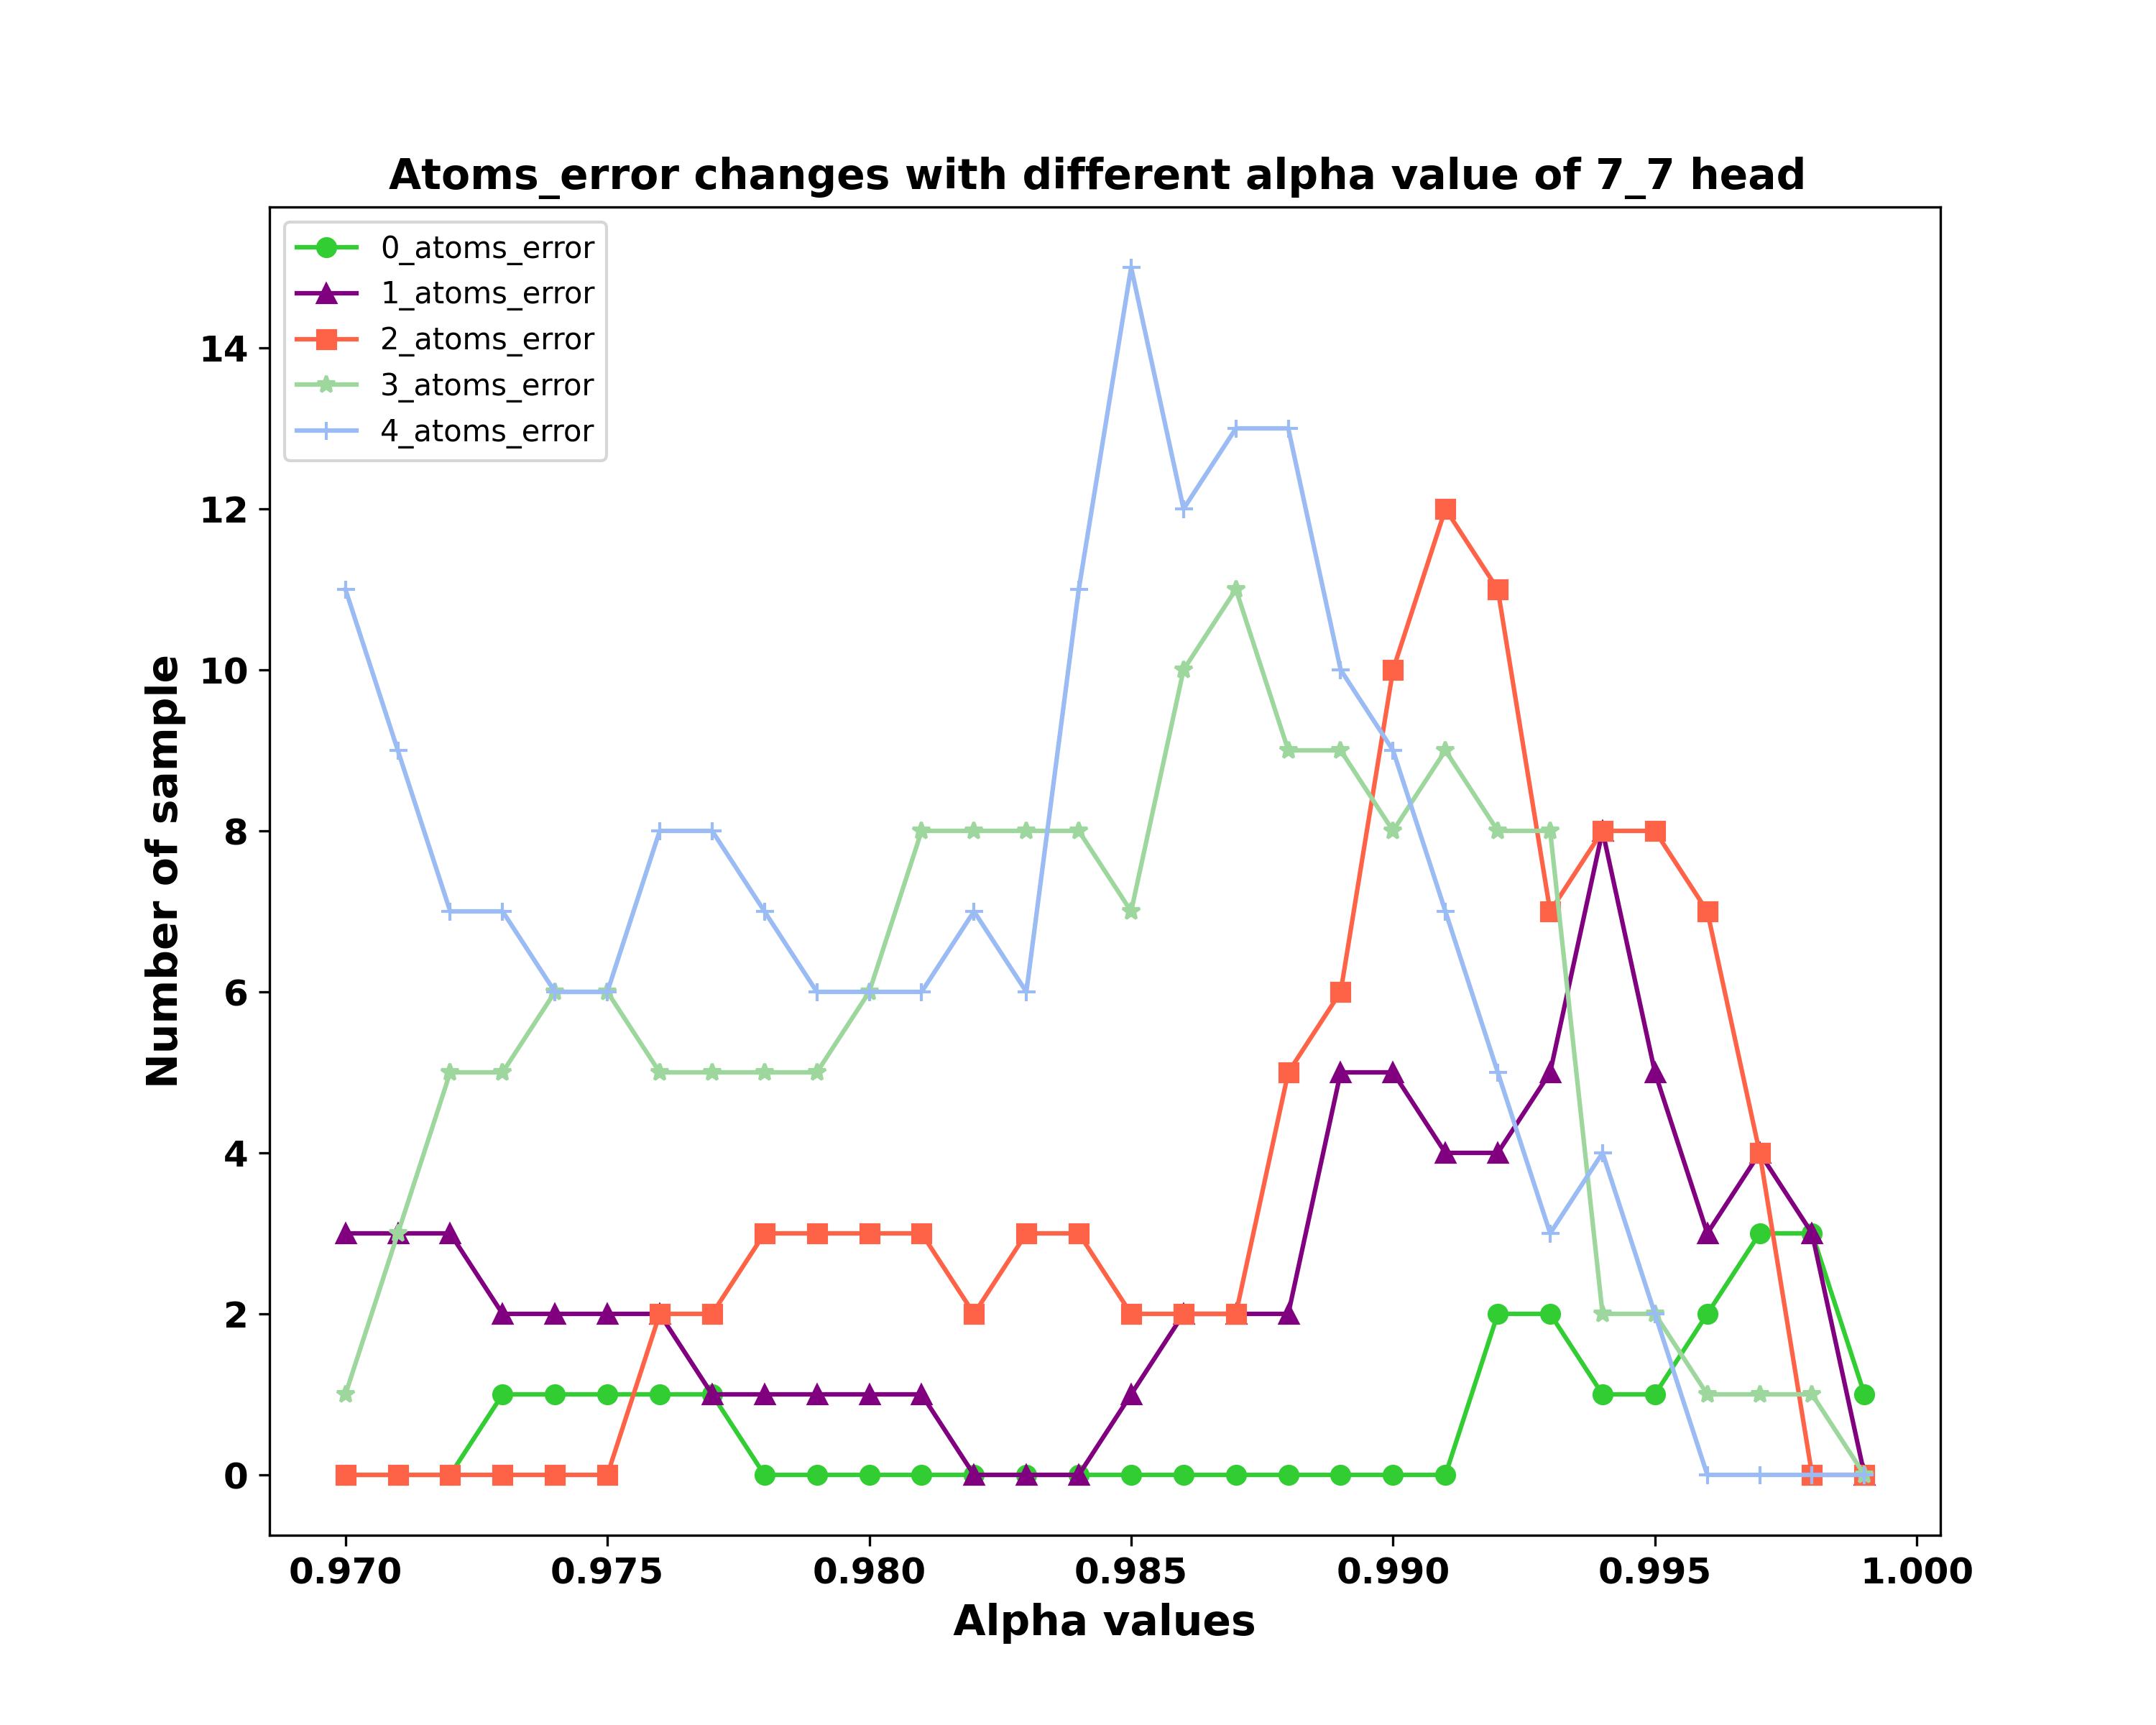 Atoms_error changes with different alpha value of 7_7 head
0_atoms_error
1_atoms_error
2_atoms_error
3_atoms_error
4_atoms_error
14
12
10
8
6
4
2
0
Number of sample
0.970 0.975 0.980 0.985 0.990 0.995 1.000
Alpha values